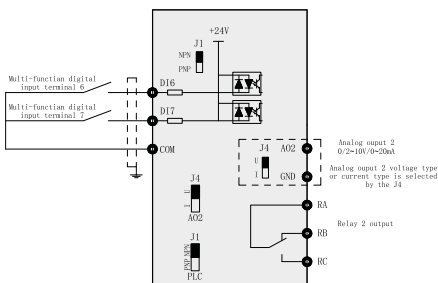 +24V
J1
NPN
PNP
Multi-function digital
input terminal 6
DI6
Multi-function digital
input terminal 7
DI7
COM
J4
U
I
AO2
GND
Analog ouput 2
0/2~10V/0~20mA
Analog ouput 2 voltage type
or current type is selected
by the J4
J4
U
I
AO2
RA
RB
RC
Relay 2 output
J1
PNP NPN
PLC